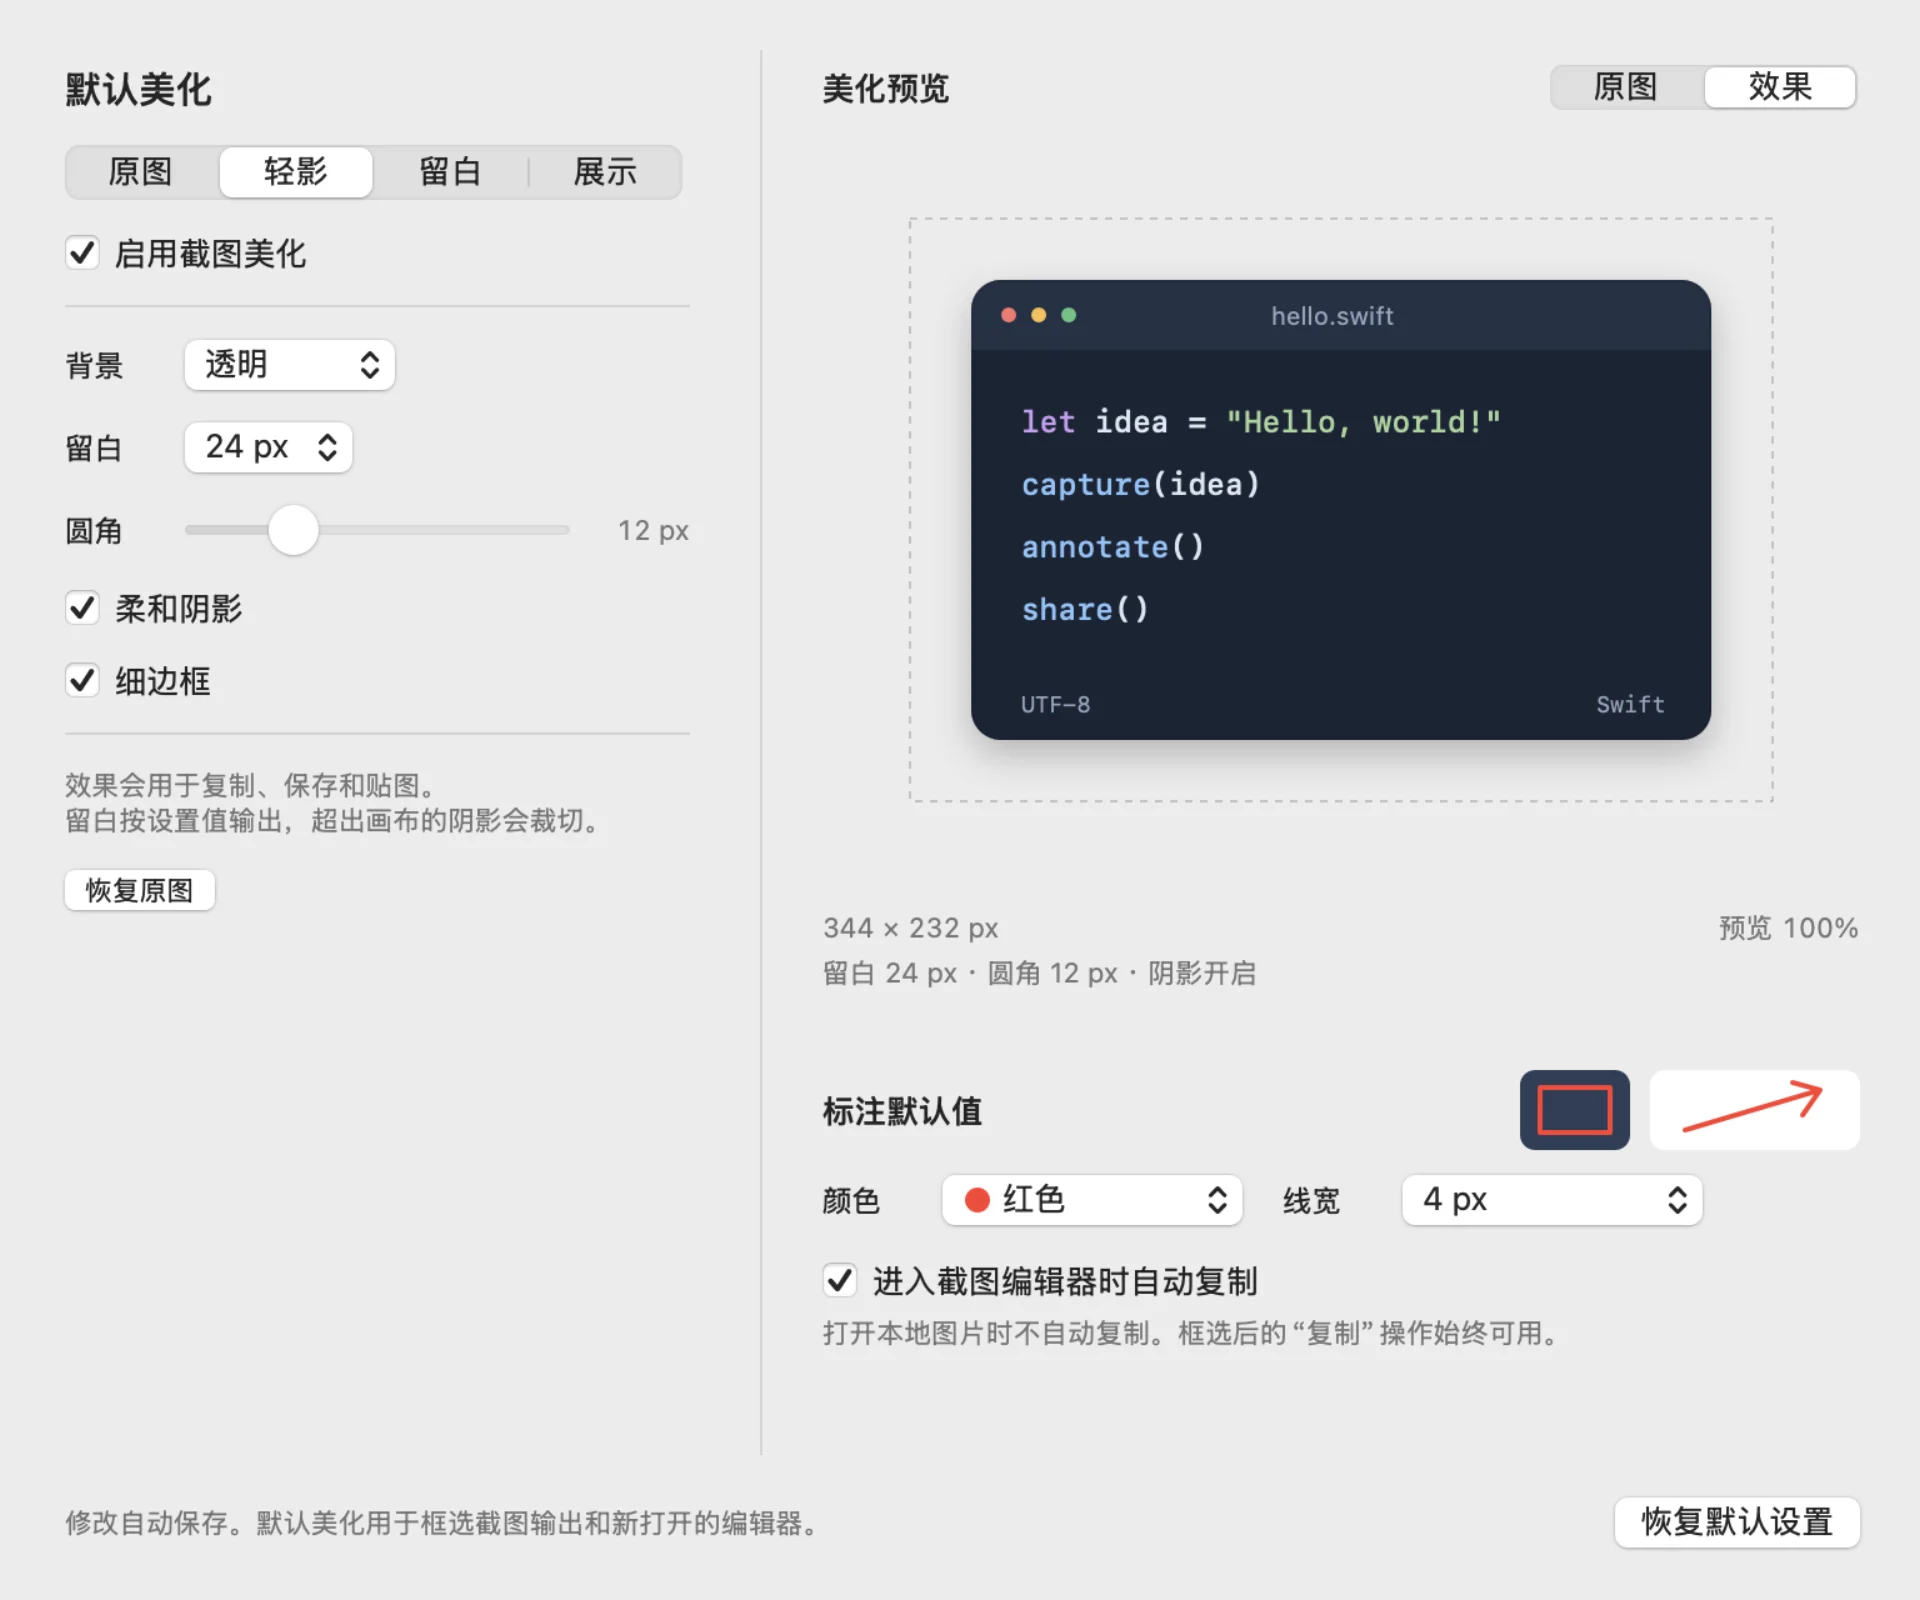 默认美化
原图 轻影 留白 展示
启用截图美化
背景 透明
留白 24 px
圆角 12 px
柔和阴影
细边框
效果会用于复制、保存和贴图。
留白按设置值输出，超出画布的阴影会裁切。
恢复原图
美化预览
原图 效果
hello.swift
let idea = "Hello, world!"
capture(idea)
annotate()
share()
UTF-8 Swift
344 × 232 px 预览 100%
留白 24 px · 圆角 12 px · 阴影开启
标注默认值
颜色 红色 线宽 4 px
进入截图编辑器时自动复制
打开本地图片时不自动复制。框选后的“复制”操作始终可用。
修改自动保存。默认美化用于框选截图输出和新打开的编辑器。
恢复默认设置